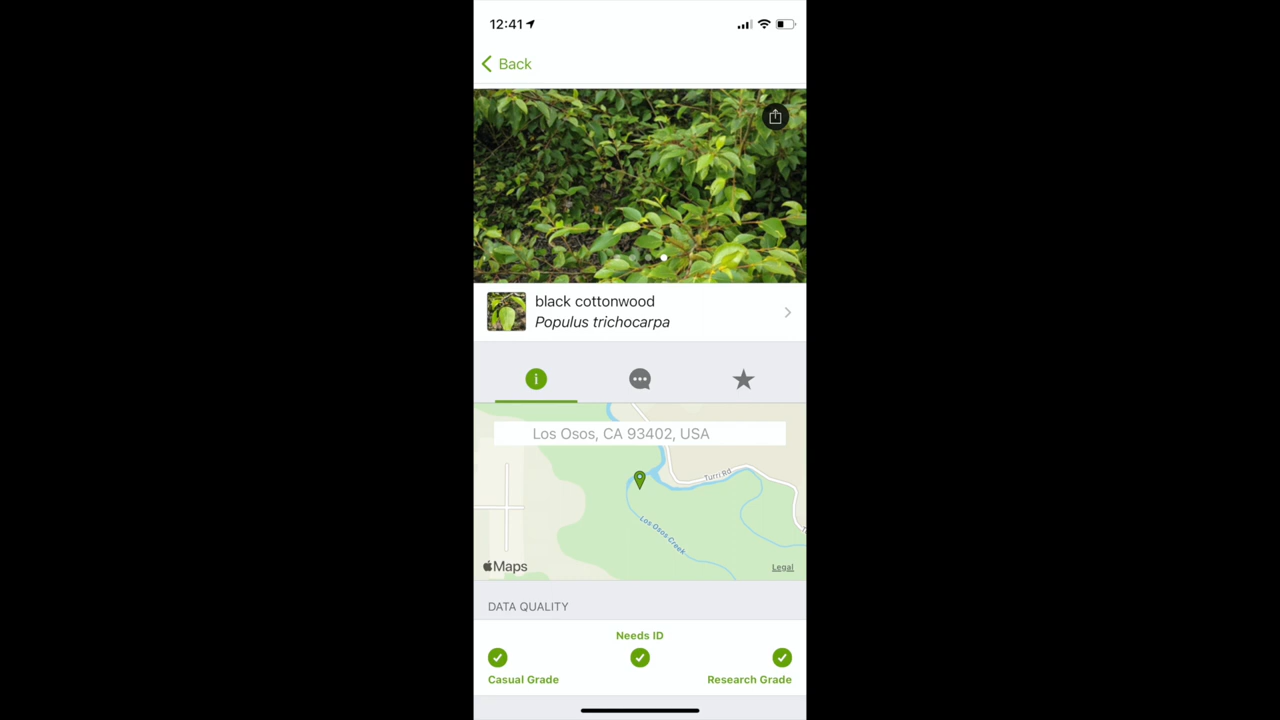 12:41
Back
black cottonwood
Populus trichocarpa
Los Osos, CA 93402, USA
Turri Rd
Los Osos Creek
Maps
Legal
DATA QUALITY
Needs ID
Casual Grade
Research Grade